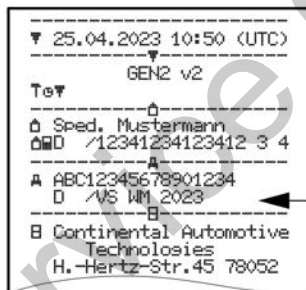 ▼ 25.04.2023 10:50 (UTC)
GEN2 v2
T⊙▼
Sped. Mustermann
D /12341234123412 3 4
ABC12345678901234
D /VS WM 2023
Continental Automotive
Technologies
H.-Hertz-Str.45 78052